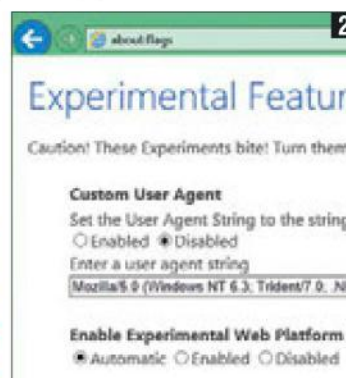 2
about:flags
Experimental Featur
Caution! These Experiments bite! Turn them
Custom User Agent
Set the User Agent String to the string
Enabled Disabled
Enter a user agent string
Mozilla/5.0 (Windows NT 6.3; Trident/7.0; .NE
Enable Experimental Web Platform
Automatic Enabled Disabled